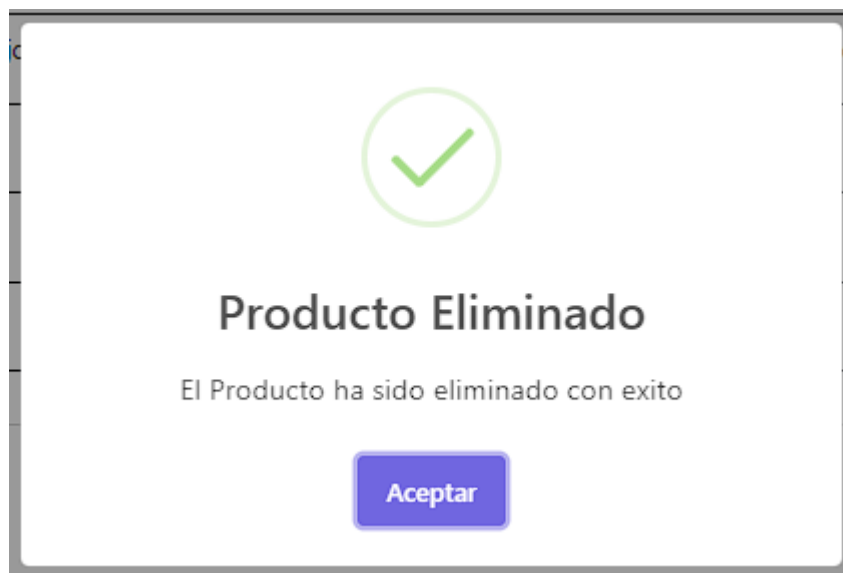 Producto Eliminado
El Producto ha sido eliminado con exito
Aceptar